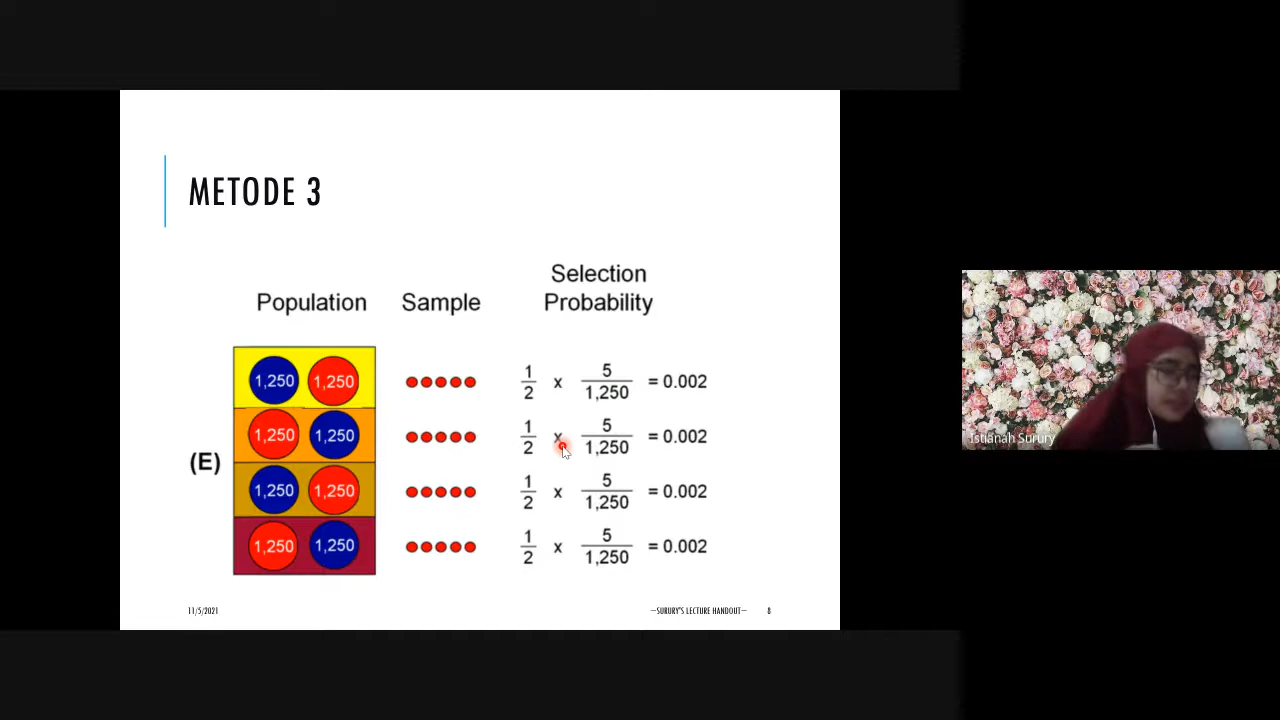 METODE 3
Selection
Population Sample Probability
1,250 1,250 1/2 x 5/1,250 = 0.002
1,250 1,250 1/2 x 5/1,250 = 0.002
(E)
1,250 1,250 1/2 x 5/1,250 = 0.002
1,250 1,250 1/2 x 5/1,250 = 0.002
11/5/2021 —SURURY'S LECTURE HANDOUT— 8
Istianah Surury